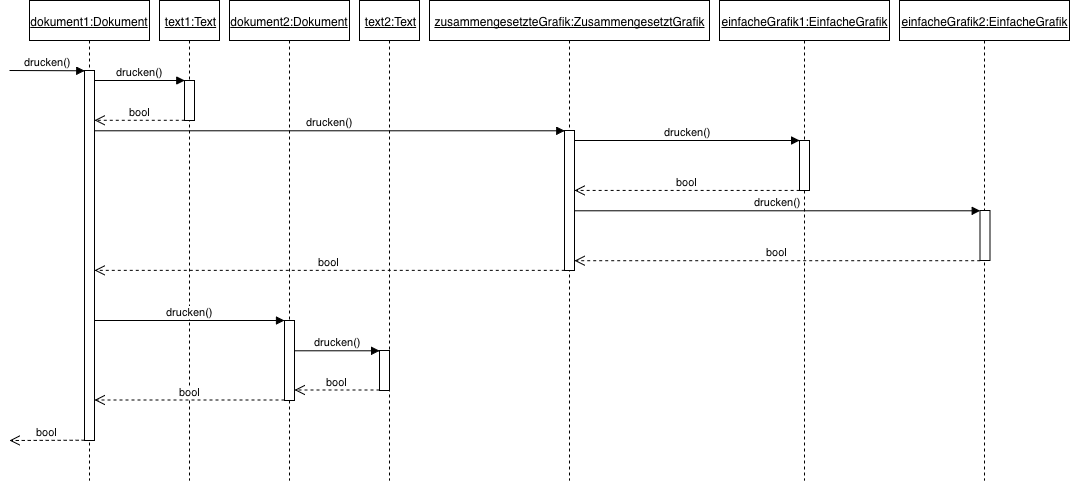 dokument1:Dokument
text1:Text
dokument2:Dokument
text2:Text
zusammengesetzteGrafik:ZusammengesetztGrafik
einfacheGrafik1:EinfacheGrafik
einfacheGrafik2:EinfacheGrafik
drucken()
drucken()
bool
drucken()
drucken()
bool
drucken()
bool
bool
drucken()
drucken()
bool
bool
bool